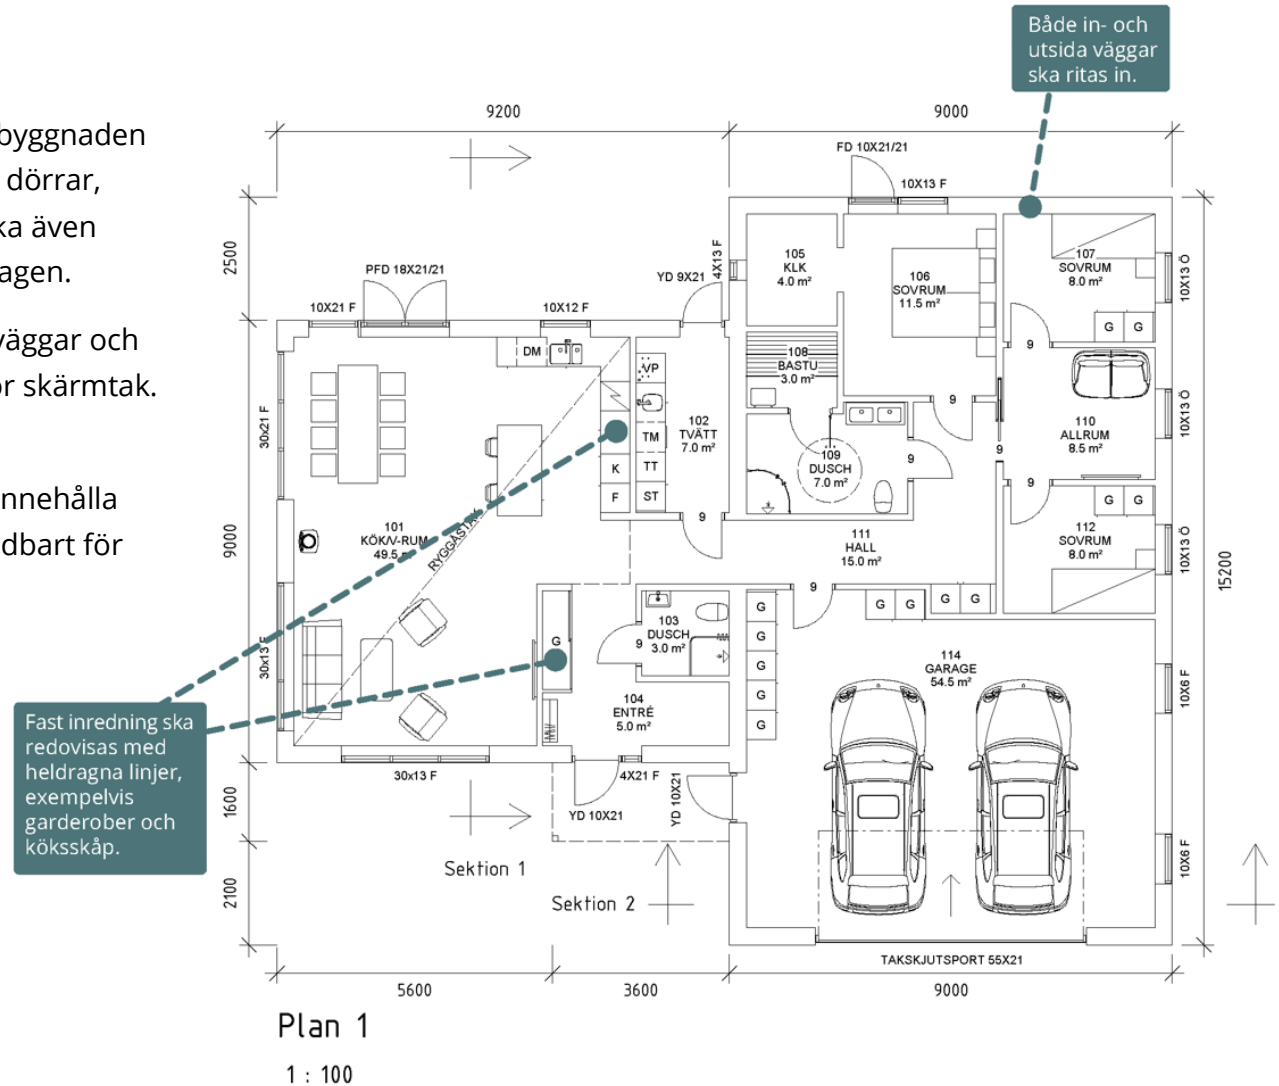 Både in- och
utsida väggar
ska ritas in.
byggnaden
dörrar,
ka även
agen.
väggar och
or skärmtak.
nnehålla
dbart för
9200
9000
FD 10X21/21
10X13 F
2500
PFD 18X21/21
YD 9X21
4X13 F
10X21 F
10X12 F
105
KLK
4.0 m²
106
SOVRUM
11.5 m²
107
SOVRUM
8.0 m²
10X13 Ö
G
G
9
DM
VP
108
BASTU
3.0 m²
30x21 F
9000
102
TVÄTT
7.0 m²
TM
TT
ST
K
F
9
109
DUSCH
7.0 m²
9
9
9
110
ALLRUM
8.5 m²
10X13 Ö
9
G
G
101
KÖK/V-RUM
49.5 m
RYGGÅSTAK
111
HALL
15.0 m²
112
SOVRUM
8.0 m²
10X13 Ö
15200
9
G
G
G
G
G
G
G
G
G
G
103
DUSCH
3.0 m²
9
30x13 F
104
ENTRÉ
5.0 m²
114
GARAGE
54.5 m²
10X6 F
Fast inredning ska
redovisas med
heldragna linjer,
exempelvis
garderober och
köksskåp.
30x13 F
4X21 F
YD 10X21
YD 10X21
1600
10X6 F
Sektion 1
2100
Sektion 2
TAKSKJUTSPORT 55X21
5600
3600
9000
Plan 1
1 : 100